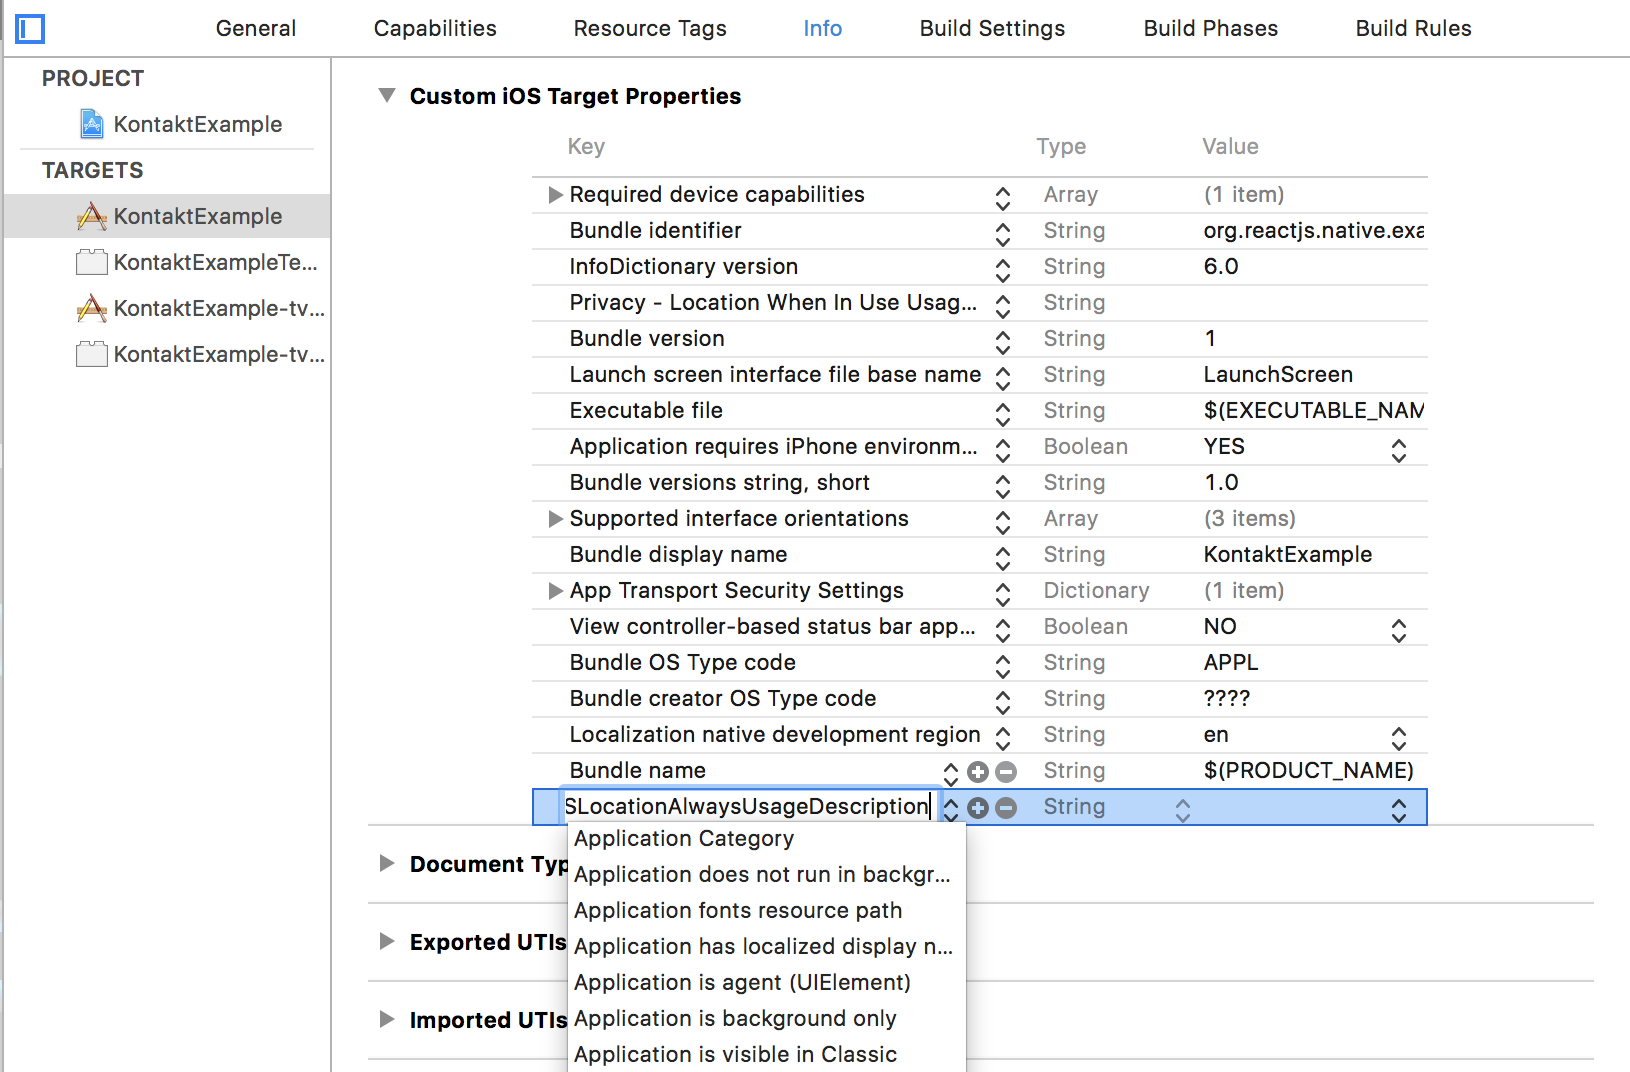 General Capabilities Resource Tags Info Build Settings Build Phases Build Rules
PROJECT
KontaktExample
TARGETS
KontaktExample
KontaktExampleTe...
KontaktExample-tv...
KontaktExample-tv...
Custom iOS Target Properties
Key Type Value
Required device capabilities Array (1 item)
Bundle identifier String org.reactjs.native.exa
InfoDictionary version String 6.0
Privacy - Location When In Use Usag... String
Bundle version String 1
Launch screen interface file base name String LaunchScreen
Executable file String $(EXECUTABLE_NAM
Application requires iPhone environm... Boolean YES
Bundle versions string, short String 1.0
Supported interface orientations Array (3 items)
Bundle display name String KontaktExample
App Transport Security Settings Dictionary (1 item)
View controller-based status bar app... Boolean NO
Bundle OS Type code String APPL
Bundle creator OS Type code String ????
Localization native development region String en
Bundle name String $(PRODUCT_NAME)
SLocationAlwaysUsageDescription String
Application Category
Document Typ
Application does not run in backgr...
Application fonts resource path
Exported UTIs
Application has localized display n...
Application is agent (UIElement)
Imported UTIs
Application is background only
Application is visible in Classic